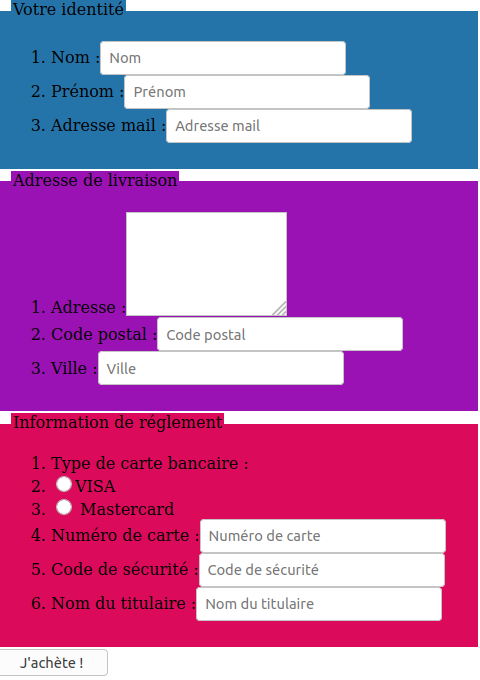 Votre identité
1. Nom : Nom
2. Prénom : Prénom
3. Adresse mail : Adresse mail
Adresse de livraison
1. Adresse :
2. Code postal : Code postal
3. Ville : Ville
Information de réglement
1. Type de carte bancaire :
2. VISA
3. Mastercard
4. Numéro de carte : Numéro de carte
5. Code de sécurité : Code de sécurité
6. Nom du titulaire : Nom du titulaire
J'achète !